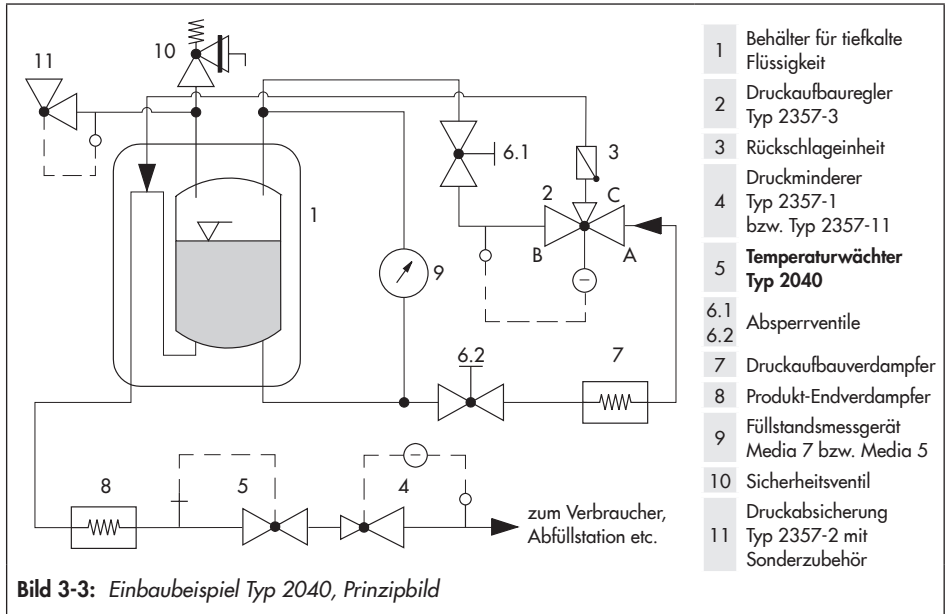 11
10
1
6.1
3
2
C
B
A
9
6.2
7
8
5
4
zum Verbraucher,
Abfüllstation etc.
1 Behälter für tiefkalte
Flüssigkeit
2 Druckaufbauregler
Typ 2357-3
3 Rückschlageinheit
4 Druckminderer
Typ 2357-1
bzw. Typ 2357-11
5 Temperaturwächter
Typ 2040
6.1
6.2 Absperrventile
7 Druckaufbauverdampfer
8 Produkt-Endverdampfer
9 Füllstandsmessgerät
Media 7 bzw. Media 5
10 Sicherheitsventil
11 Druckabsicherung
Typ 2357-2 mit
Sonderzubehör
Bild 3-3: Einbaubeispiel Typ 2040, Prinzipbild